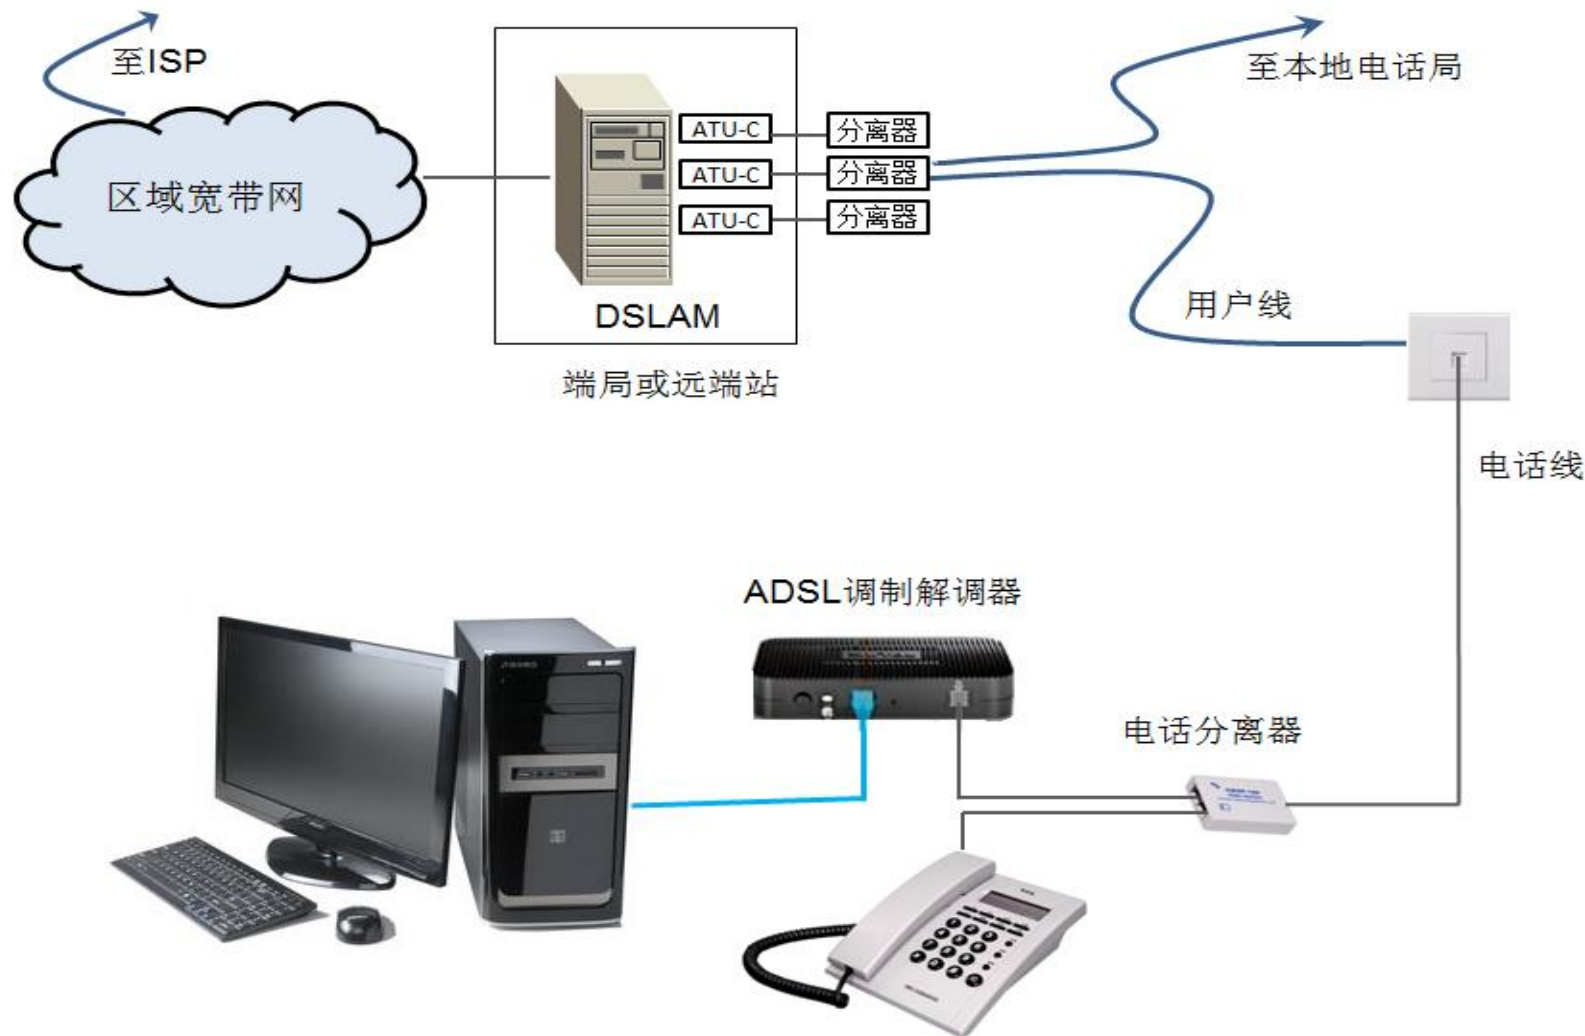 至ISP
至本地电话局
ATU-C
分离器
区域宽带网
ATU-C
分离器
ATU-C
分离器
DSLAM
用户线
端局或远端站
电话线
ADSL调制解调器
电话分离器